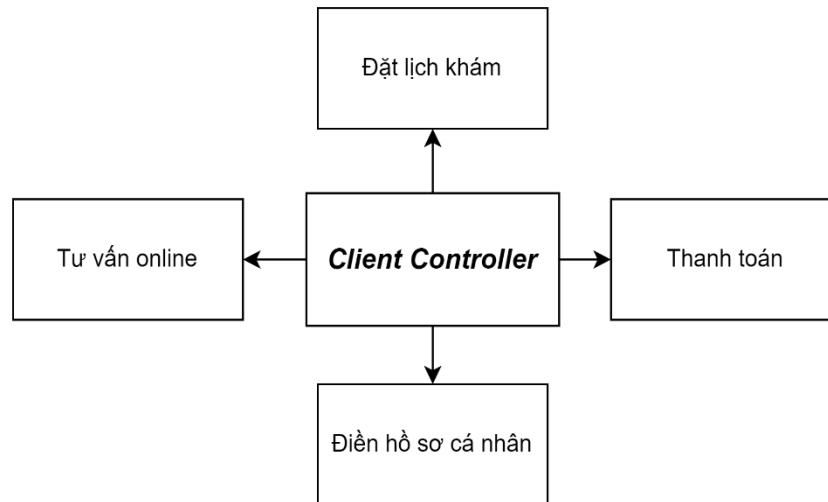 Đặt lịch khám
Tư vấn online
Client Controller
Thanh toán
Điền hồ sơ cá nhân